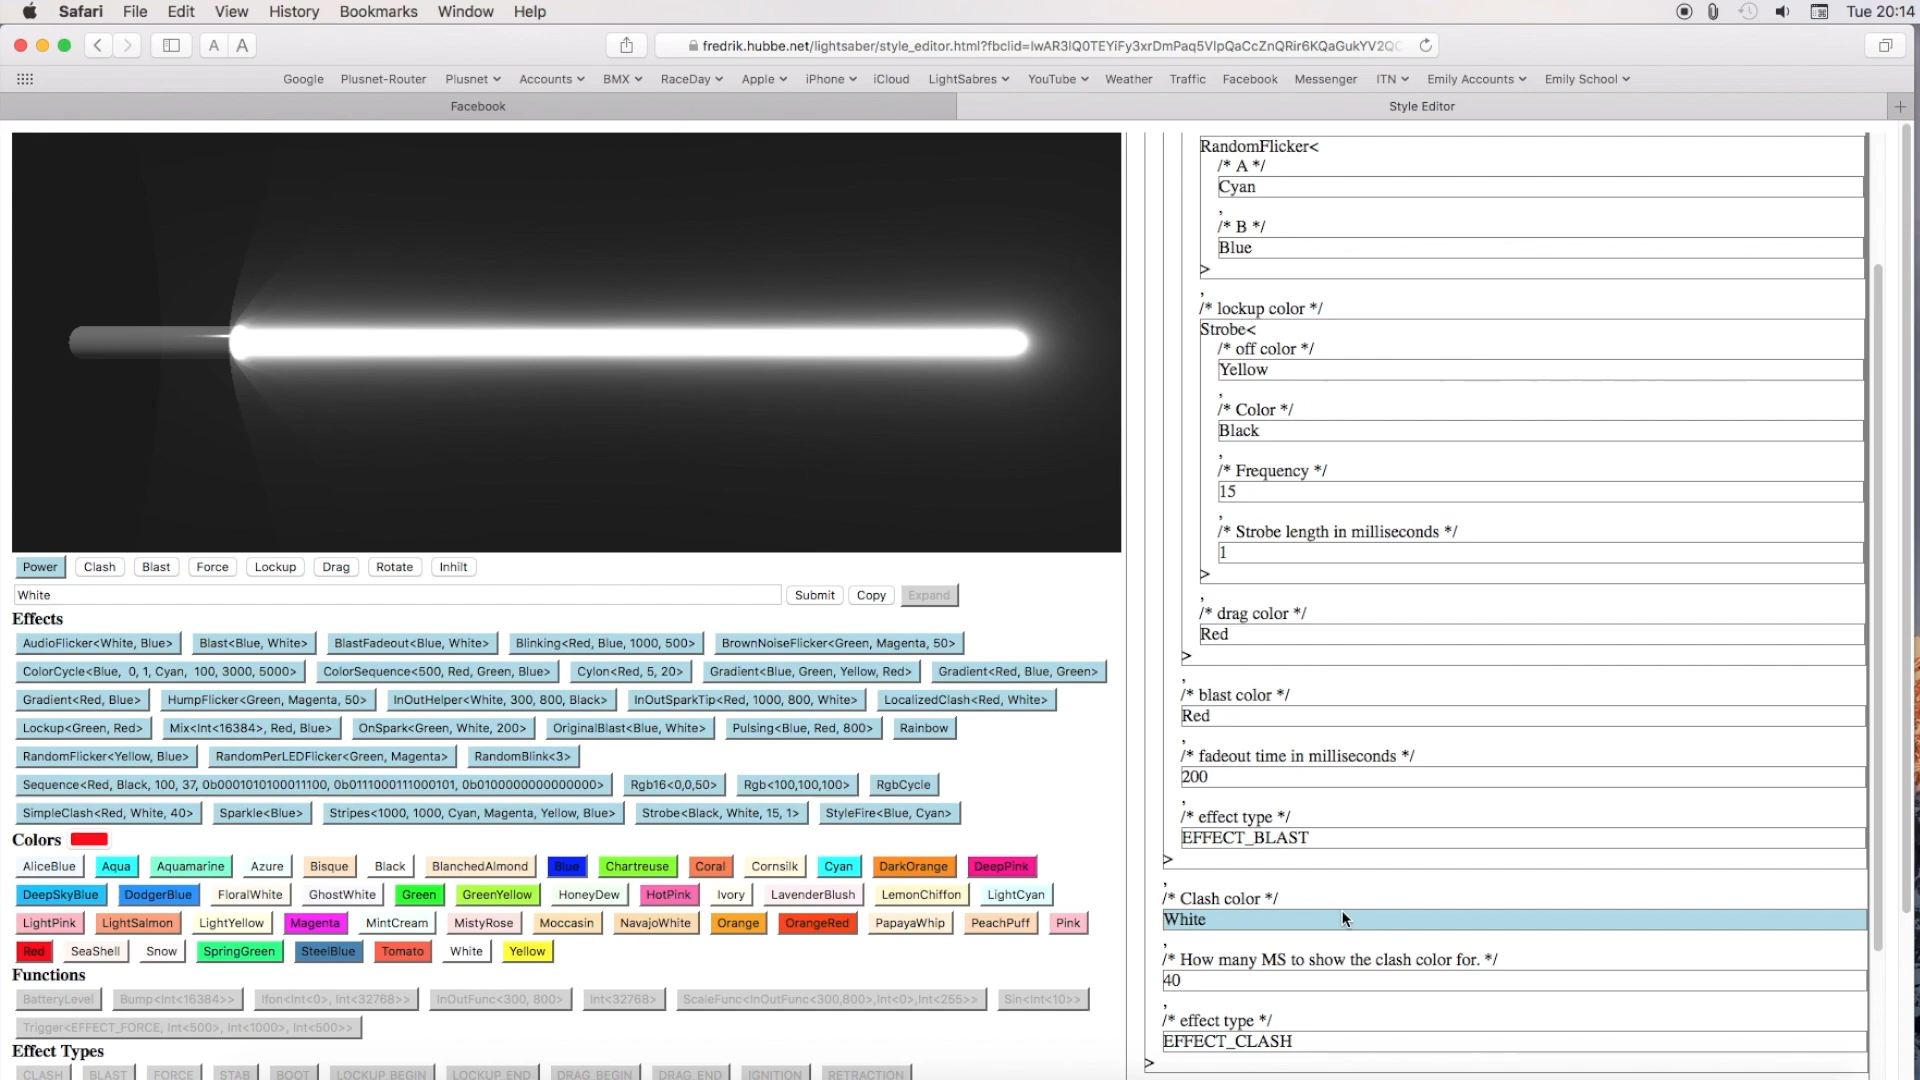 Safari File Edit View History Bookmarks Window Help Tue 20:14
A A fredrik.hubbe.net/lightsaber/style_editor.html?fbclid=
Google Plusnet-Router Plusnet Accounts BMX RaceDay Apple iPhone iCloud LightSabres YouTube Weather Traffic Facebook Messenger ITN Emily Accounts Emily School
Facebook Style Editor
Power Clash Blast Force Lockup Drag Rotate Inhilt
White Submit Copy Expand
Effects
AudioFlicker<White, Blue> Blast<Blue, White> BlastFadeout<Blue, White> Blinking<Red, Blue, 1000, 500> BrownNoiseFlicker<Green, Magenta, 50>
ColorCycle<Blue, 0, 1, Cyan, 100, 3000, 5000> ColorSequence<500, Red, Green, Blue> Cylon<Red, 5, 20> Gradient<Blue, Green, Yellow, Red> Gradient<Red, Blue, Green>
Gradient<Red, Blue> HumpFlicker<Green, Magenta, 50> InOutHelper<White, 300, 800, Black> InOutSparkTip<Red, 1000, 800, White> LocalizedClash<Red, White>
Lockup<Green, Red> Mix<Int<16384>, Red, Blue> OnSpark<Green, White, 200> OriginalBlast<Blue, White> Pulsing<Blue, Red, 800> Rainbow
RandomFlicker<Yellow, Blue> RandomPerLEDFlicker<Green, Magenta> RandomBlink<3>
Sequence<Red, Black, 100, 37, 0b0001010100011100, 0b0111000111000101, 0b0100000000000000> Rgb16<0,0,50> Rgb<100,100,100> RgbCycle
SimpleClash<Red, White, 40> Sparkle<Blue> Stripes<1000, 1000, Cyan, Magenta, Yellow, Blue> Strobe<Black, White, 15, 1> StyleFire<Blue, Cyan>
Colors
AliceBlue Aqua Aquamarine Azure Bisque Black BlanchedAlmond Blue Chartreuse Coral Cornsilk Cyan DarkOrange DeepPink
DeepSkyBlue DodgerBlue FloralWhite GhostWhite Green GreenYellow HoneyDew HotPink Ivory LavenderBlush LemonChiffon LightCyan
LightPink LightSalmon LightYellow Magenta MintCream MistyRose Moccasin NavajoWhite Orange OrangeRed PapayaWhip PeachPuff Pink
Red SeaShell Snow SpringGreen SteelBlue Tomato White Yellow
Functions
BatteryLevel Bump<Int<16384>> Ifon<Int<0>, Int<32768>> InOutFunc<300, 800> Int<32768> ScaleFunc<InOutFunc<300,800>,Int<0>,Int<255>> Sin<Int<10>>
Trigger<EFFECT_FORCE, Int<500>, Int<1000>, Int<500>>
Effect Types
CLASH BLAST FORCE STAB BOOT LOCKUP_BEGIN LOCKUP_END DRAG_BEGIN DRAG_END IGNITION RETRACTION
RandomFlicker<
/* A */
Cyan
,
/* B */
Blue
>
,
/* lockup color */
Strobe<
/* off color */
Yellow
,
/* Color */
Black
,
/* Frequency */
15
,
/* Strobe length in milliseconds */
1
>
,
/* drag color */
Red
>
,
/* blast color */
Red
,
/* fadeout time in milliseconds */
200
,
/* effect type */
EFFECT_BLAST
>
,
/* Clash color */
White
,
/* How many MS to show the clash color for. */
40
,
/* effect type */
EFFECT_CLASH
>